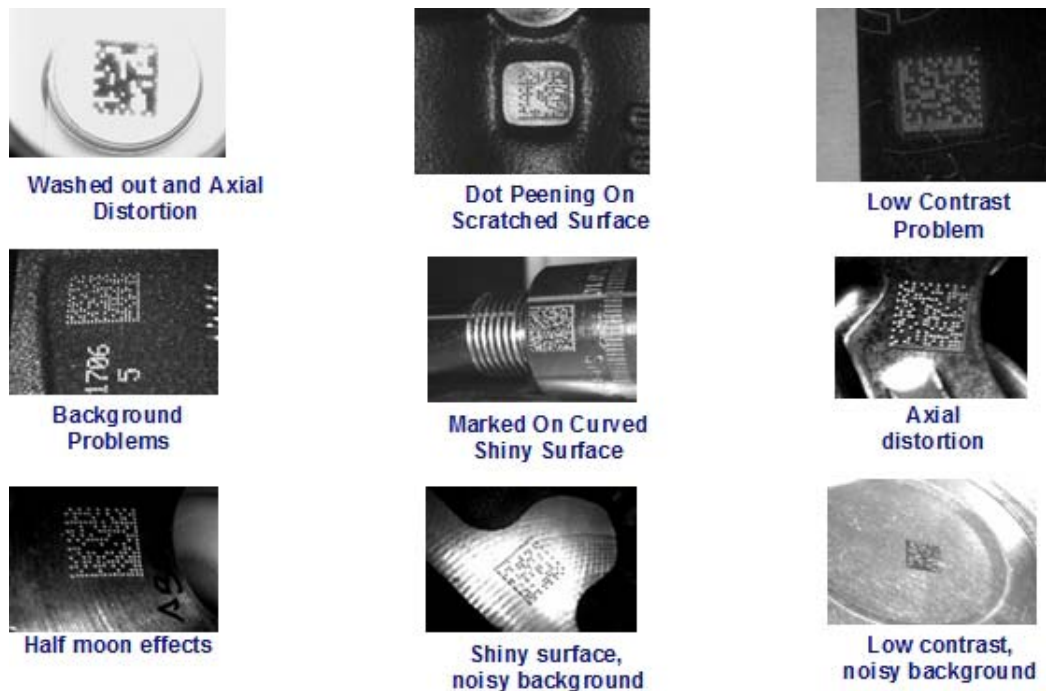 Washed out and Axial
Distortion
Dot Peening On
Scratched Surface
Low Contrast
Problem
1706
5
Background
Problems
Marked On Curved
Shiny Surface
Axial
distortion
Half moon effects
Shiny surface,
noisy background
Low contrast,
noisy background